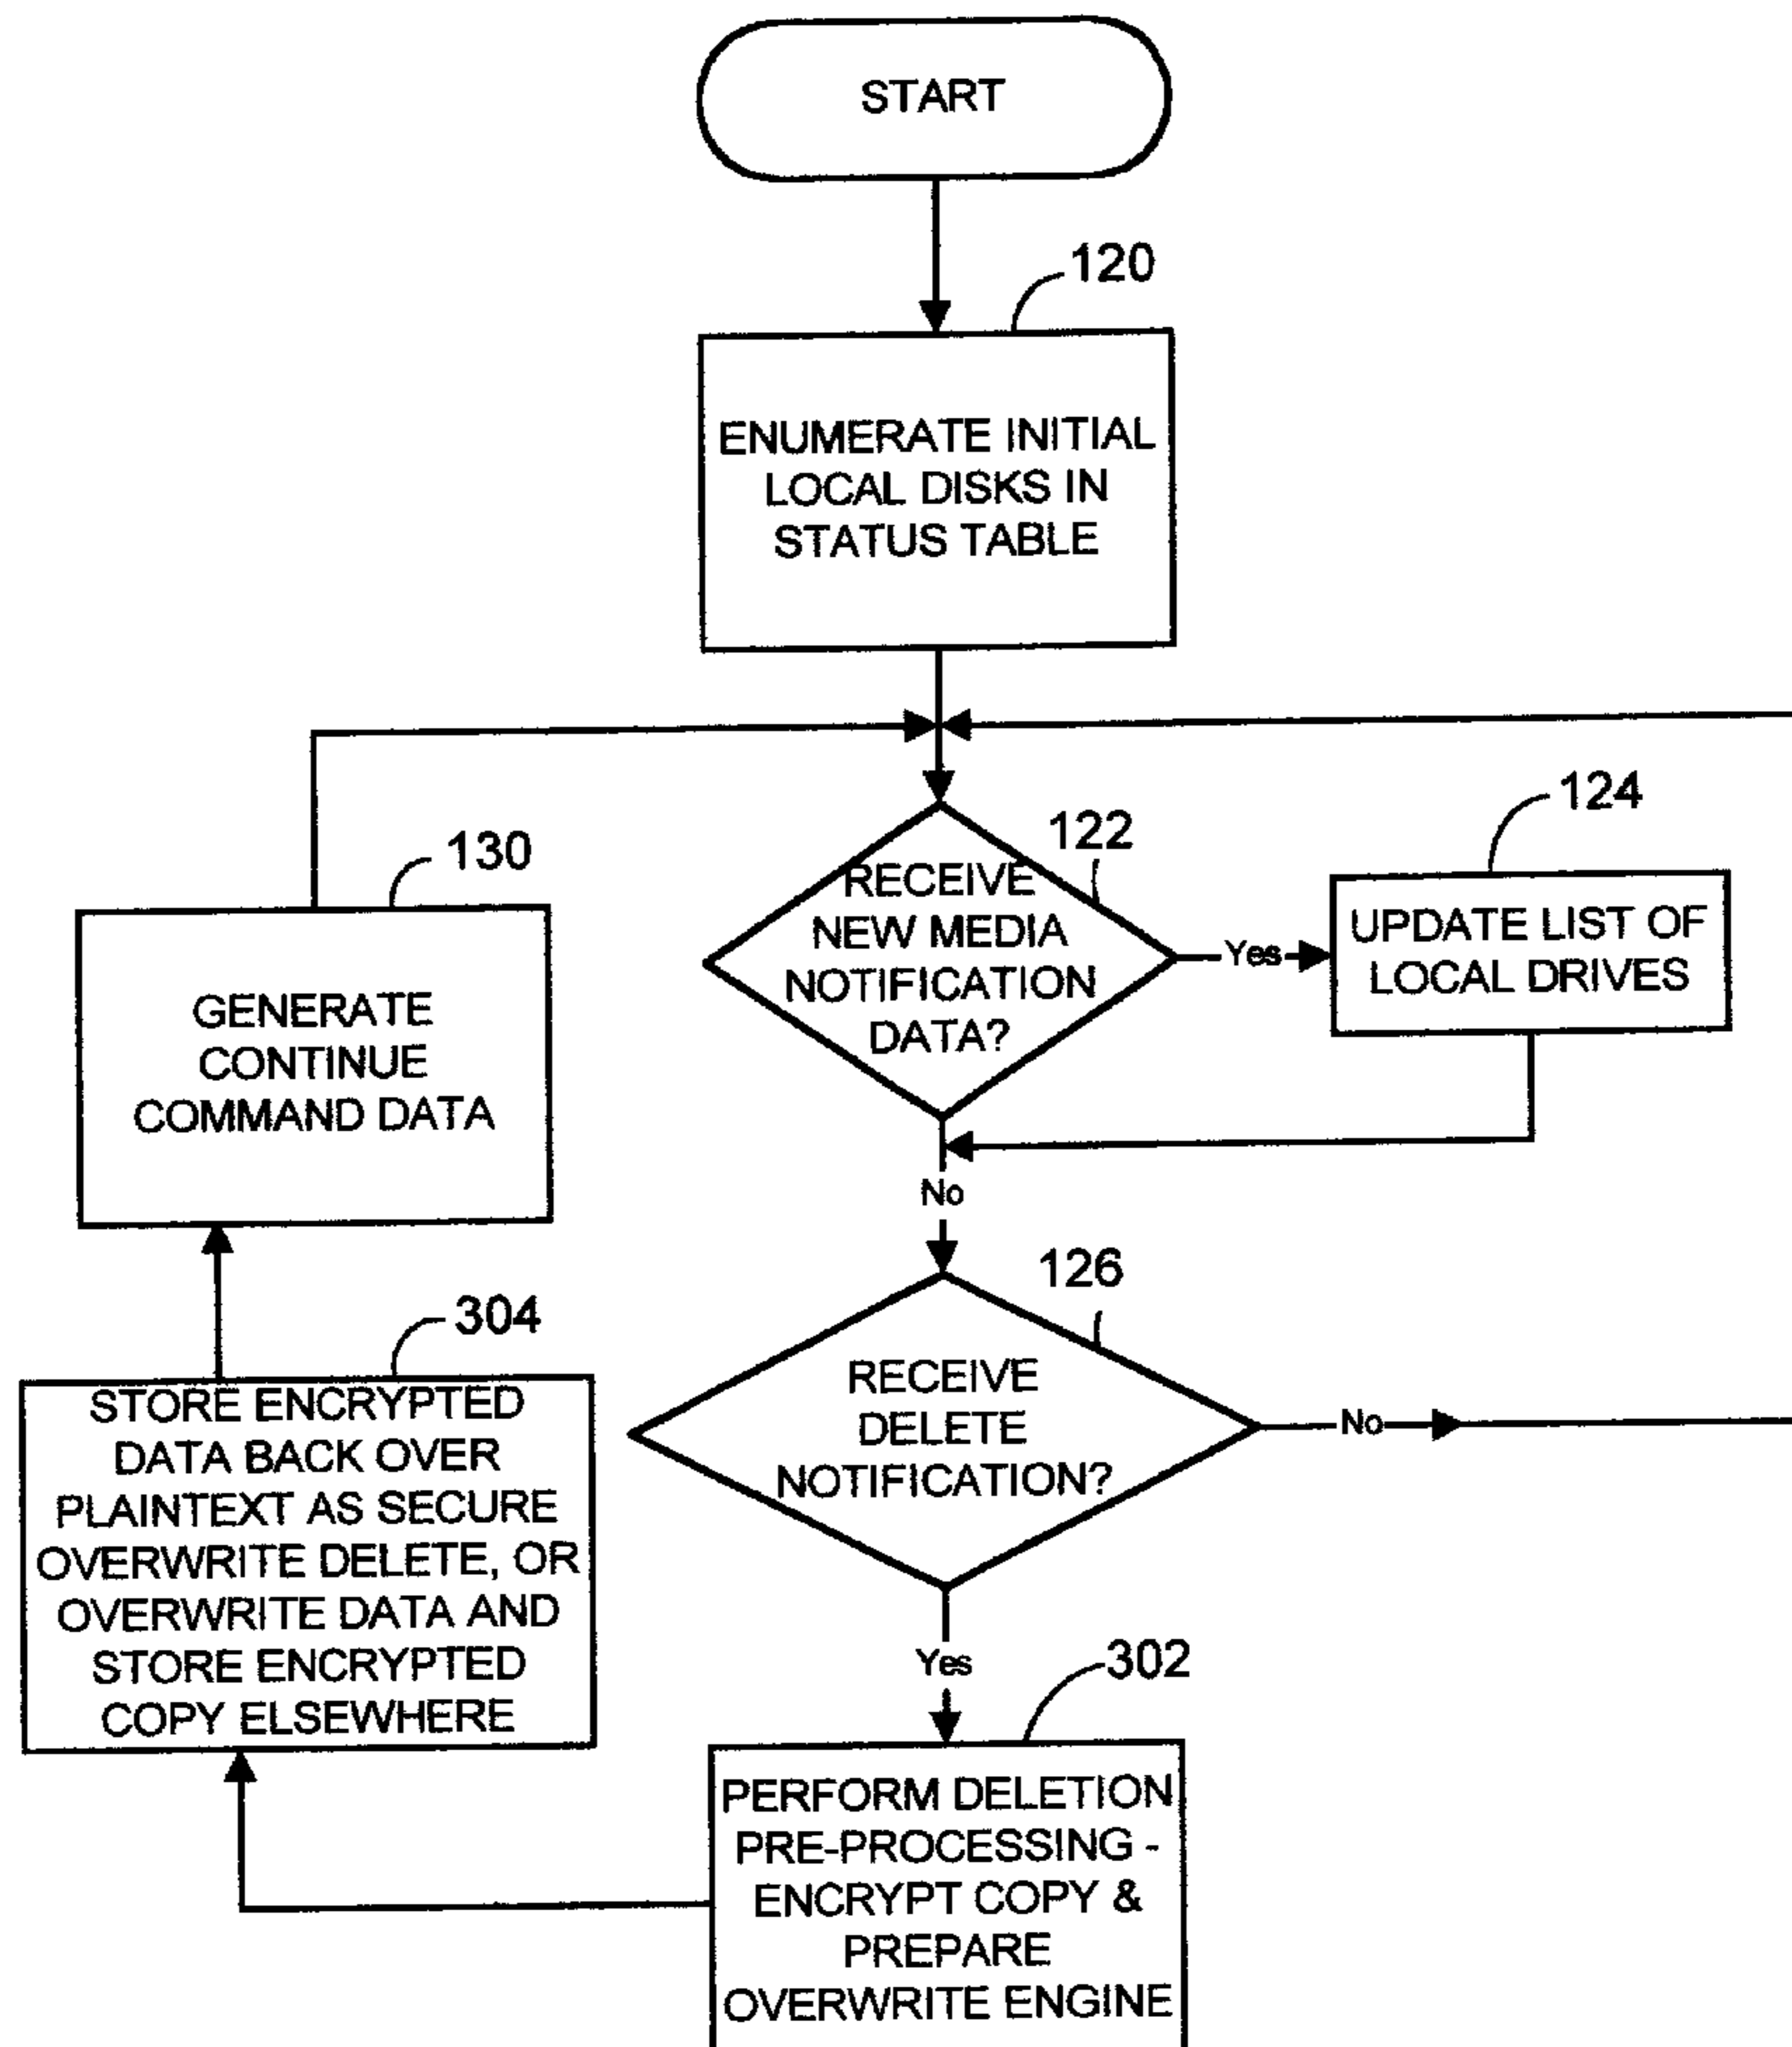 START
120
ENUMERATE INITIAL
LOCAL DISKS IN
STATUS TABLE
124
122
130
RECEIVE
NEW MEDIA
NOTIFICATION
DATA?
Yes
UPDATE LIST OF
LOCAL DRIVES
GENERATE
CONTINUE
COMMAND DATA
No
126
304
RECEIVE
DELETE
NOTIFICATION?
No
STORE ENCRYPTED
DATA BACK OVER
PLAINTEXT AS SECURE
OVERWRITE DELETE, OR
OVERWRITE DATA AND
STORE ENCRYPTED
COPY ELSEWHERE
Yes
302
PERFORM DELETION
PRE-PROCESSING -
ENCRYPT COPY &
PREPARE
OVERWRITE ENGINE